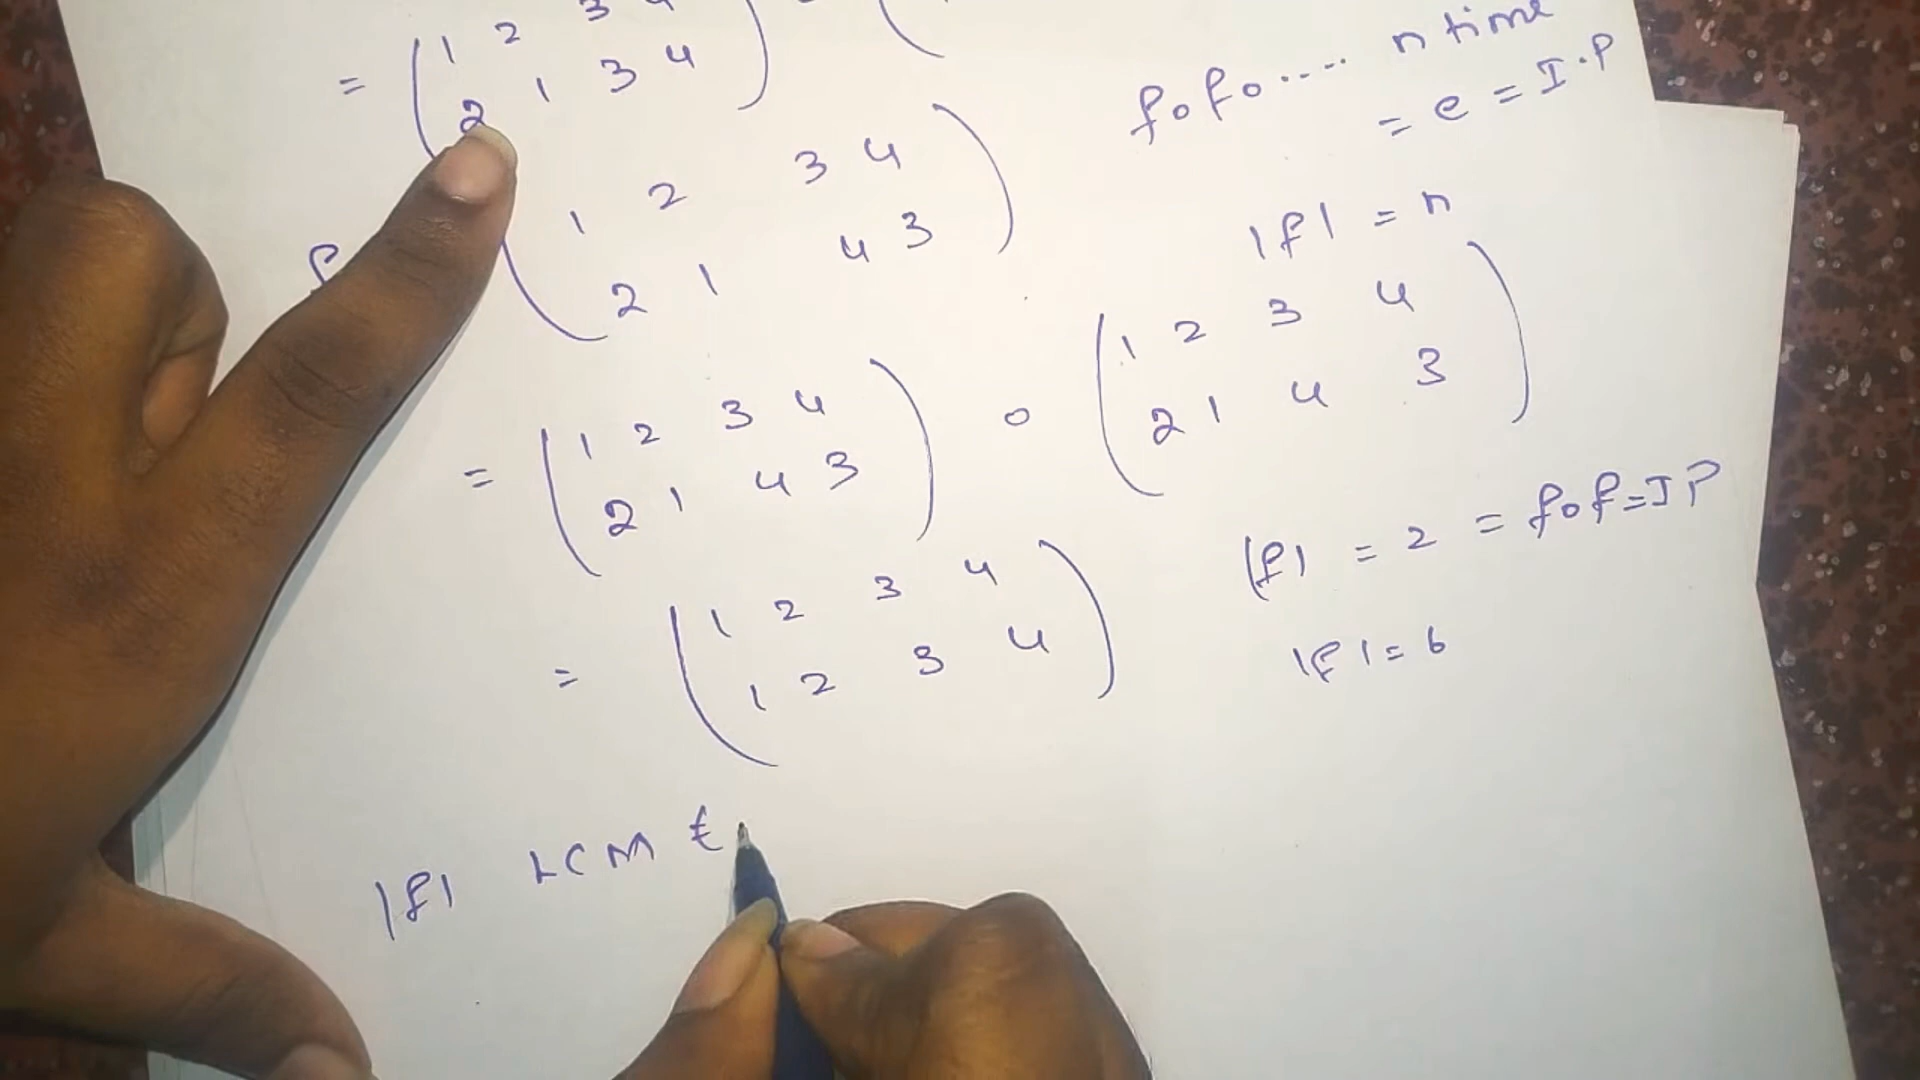 = ( 1 2 3 4
2 1 3 4 )
fofo.... n time
= e = I.P
f
1 2 3 4
2 1 4 3 )
|f| = n
= ( 1 2 3 4
2 1 4 3 ) o ( 1 2 3 4
2 1 4 3 )
|f| = 2 = fof=IP
= ( 1 2 3 4
1 2 3 4 )
|f| = 6
|f| LCM